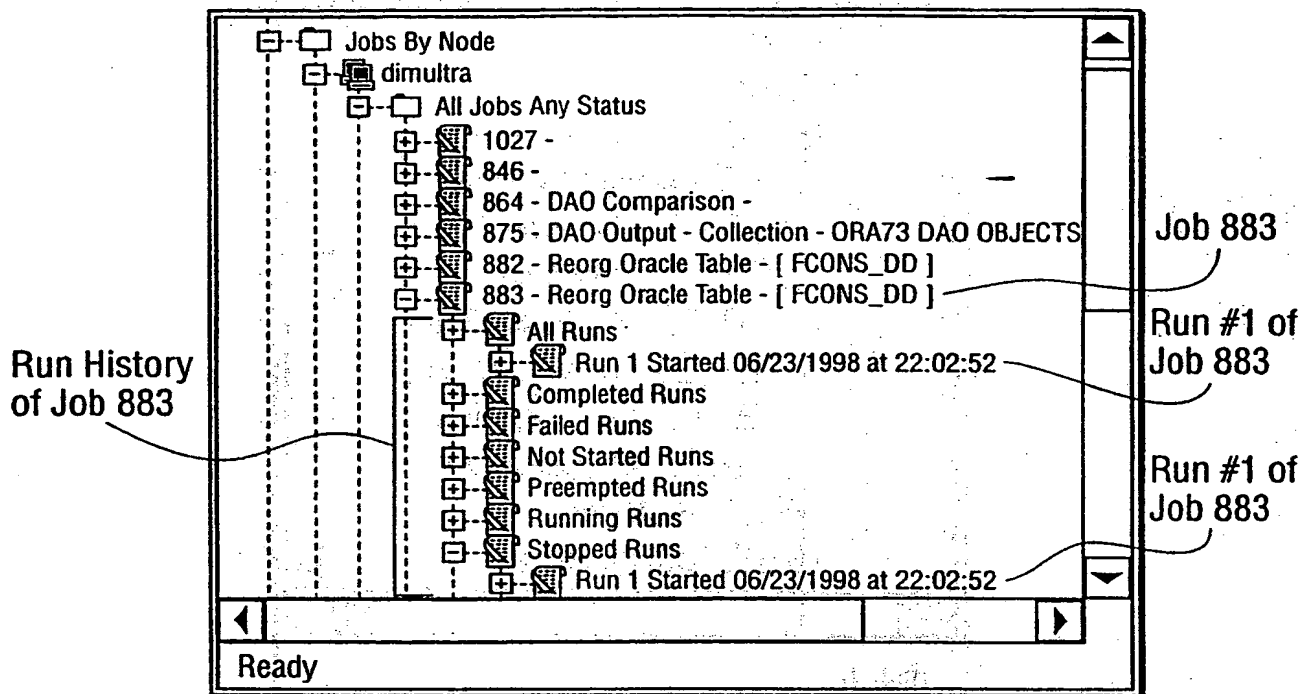 Jobs By Node
dimultra
All Jobs Any Status
1027 -
846 -
864 - DAO Comparison -
875 - DAO Output - Collection - ORA73 DAO OBJECTS
882 - Reorg Oracle Table - [ FCONS_DD ]
883 - Reorg Oracle Table - [ FCONS_DD ]
All Runs
Run 1 Started 06/23/1998 at 22:02:52
Completed Runs
Failed Runs
Not Started Runs
Preempted Runs
Running Runs
Stopped Runs
Run 1 Started 06/23/1998 at 22:02:52
Ready
Run History
of Job 883
Job 883
Run #1 of
Job 883
Run #1 of
Job 883